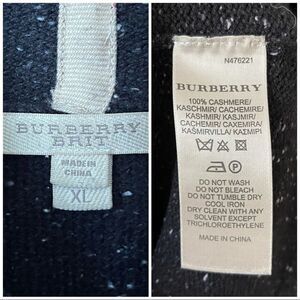 BURBERRY
BRIT
MADE IN
CHINA
XL
N476221
BURBERRY
100% CASHMERE/
KASCHMIR/ CACHEMIRE/
KASHMIR/ KASJMIR/
CACHEMIR/ CAXEMIRA/
KAŠMIRVILLA/ ΚΑΣΜΙΡΙ
P
DO NOT WASH
DO NOT BLEACH
DO NOT TUMBLE DRY
COOL IRON
DRY CLEAN WITH ANY
SOLVENT EXCEPT
TRICHLOROETHYLENE
MADE IN CHINA